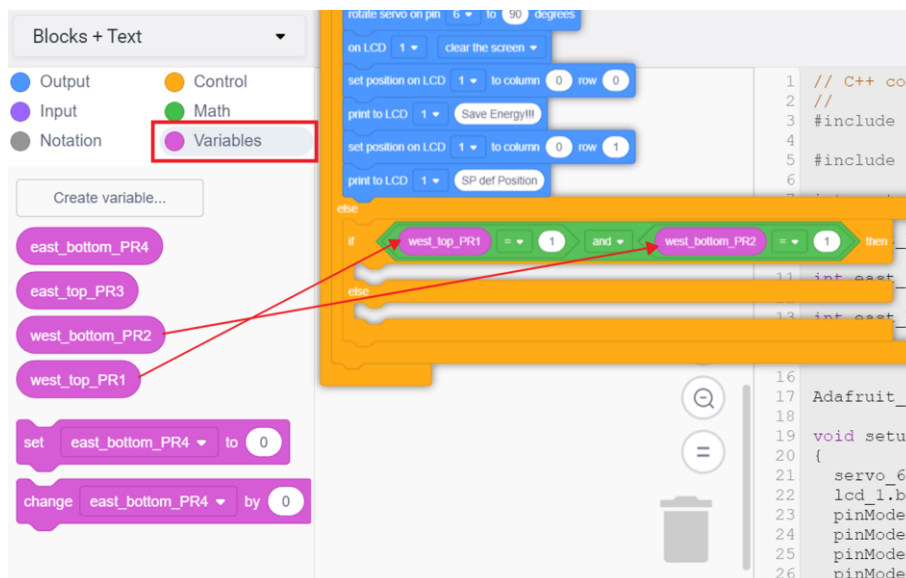 Blocks + Text
Output
Control
Input
Math
Notation
Variables
Create variable...
east_bottom_PR4
east_top_PR3
west_bottom_PR2
west_top_PR1
set east_bottom_PR4 to 0
change east_bottom_PR4 by 0
rotate servo on pin 6 to 90 degrees
on LCD 1 clear the screen
set position on LCD 1 to column 0 row 0
print to LCD 1 Save Energy!!!
set position on LCD 1 to column 0 row 1
print to LCD 1 SP def Position
else
if west_top_PR1 = 1 and west_bottom_PR2 = 1 then
else
1 // C++ co
2 //
3 #include
4
5 #include
6
11 int east_
13 int east_
16
17 Adafruit_
18
19 void setu
20 {
21 servo_6
22 lcd_1.b
23 pinMode
24 pinMode
25 pinMode
26 pinMode